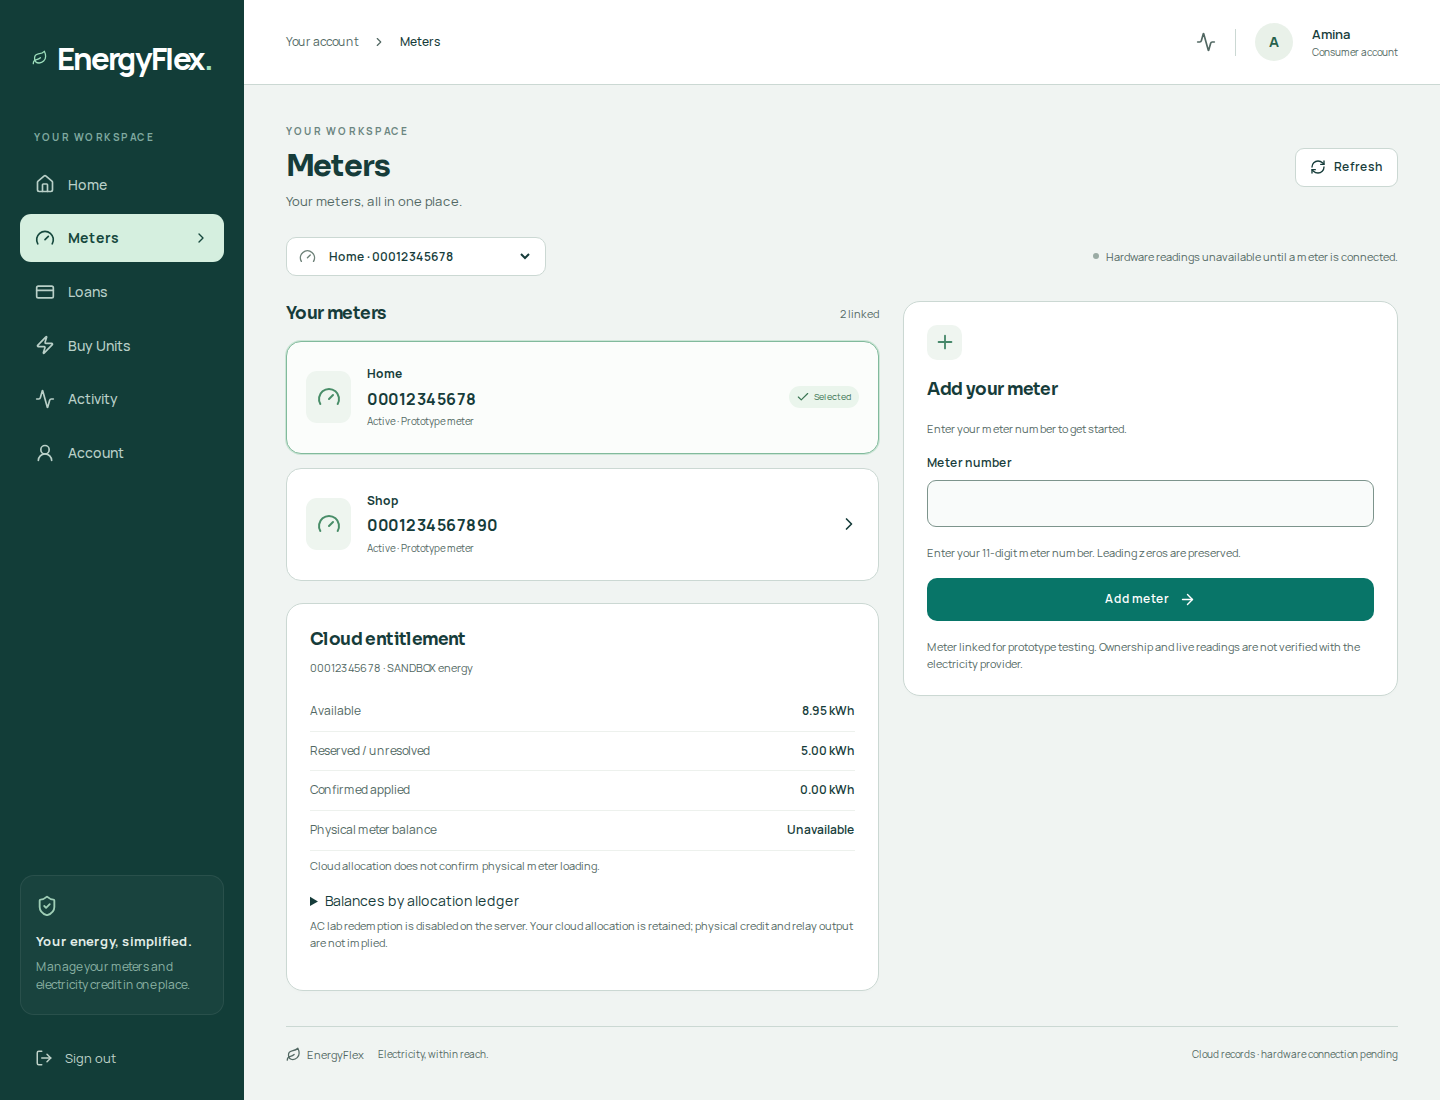 EnergyFlex.
YOUR WORKSPACE
Home
Meters
Loans
Buy Units
Activity
Account
Your energy, simplified.
Manage your meters and
electricity credit in one place.
Sign out
Your account > Meters
A
Amina
Consumer account
YOUR WORKSPACE
Meters
Your meters, all in one place.
Refresh
Home · 00012345678
Hardware readings unavailable until a meter is connected.
Your meters
2 linked
Home
00012345678
Active · Prototype meter
Selected
Shop
0001234567890
Active · Prototype meter
Cloud entitlement
00012345678 · SANDBOX energy
Available 8.95 kWh
Reserved / unresolved 5.00 kWh
Confirmed applied 0.00 kWh
Physical meter balance Unavailable
Cloud allocation does not confirm physical meter loading.
Balances by allocation ledger
AC lab redemption is disabled on the server. Your cloud allocation is retained; physical credit and relay output
are not implied.
Add your meter
Enter your meter number to get started.
Meter number
Enter your 11-digit meter number. Leading zeros are preserved.
Add meter
Meter linked for prototype testing. Ownership and live readings are not verified with the
electricity provider.
EnergyFlex Electricity, within reach.
Cloud records · hardware connection pending